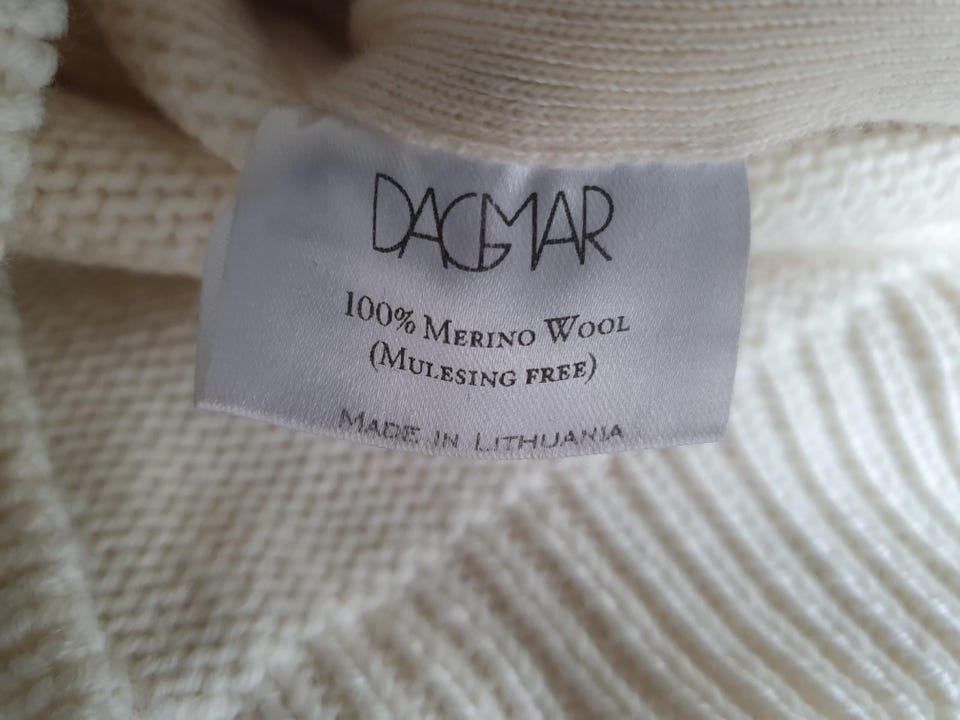 DAGMAR
100% MERINO WOOL
(MULESING FREE)
MADE IN LITHUANIA